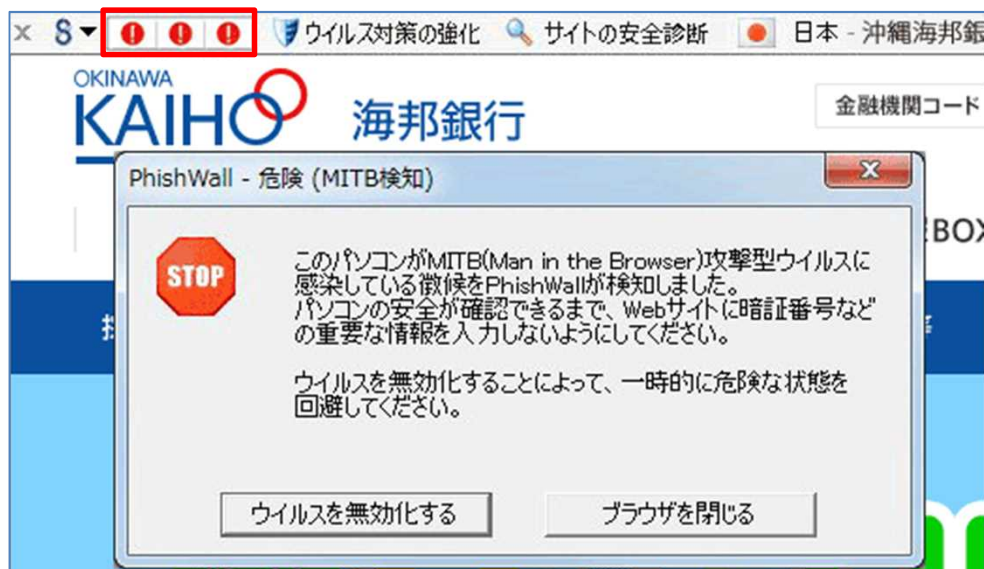 ウイルス対策の強化 サイトの安全診断 日本 - 沖縄海邦銀
OKINAWA
KAIHO 海邦銀行
金融機関コード
PhishWall - 危険 (MITB検知)
BOX
STOP
このパソコンがMITB(Man in the Browser)攻撃型ウイルスに
感染している徴候をPhishWallが検知しました。
パソコンの安全が確認できるまで、Webサイトに暗証番号など
の重要な情報を入力しないようにしてください。
ウイルスを無効化することによって、一時的に危険な状態を
回避してください。
ウイルスを無効化する ブラウザを閉じる